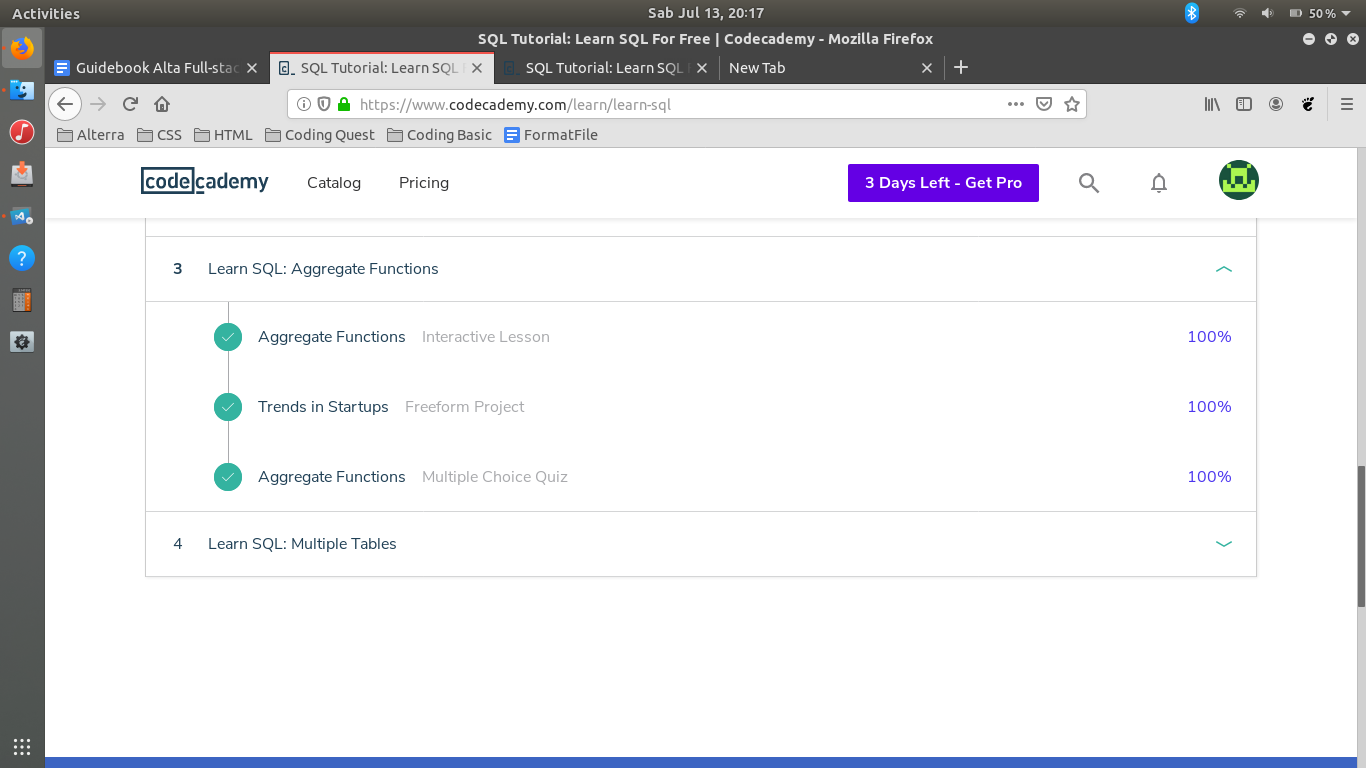 Activities
Sab Jul 13, 20:17
50 %
SQL Tutorial: Learn SQL For Free | Codecademy - Mozilla Firefox
Guidebook Alta Full-stac
SQL Tutorial: Learn SQL
SQL Tutorial: Learn SQL
New Tab
https://www.codecademy.com/learn/learn-sql
Alterra
CSS
HTML
Coding Quest
Coding Basic
FormatFile
codecademy
Catalog
Pricing
3 Days Left - Get Pro
3 Learn SQL: Aggregate Functions
Aggregate Functions Interactive Lesson 100%
Trends in Startups Freeform Project 100%
Aggregate Functions Multiple Choice Quiz 100%
4 Learn SQL: Multiple Tables